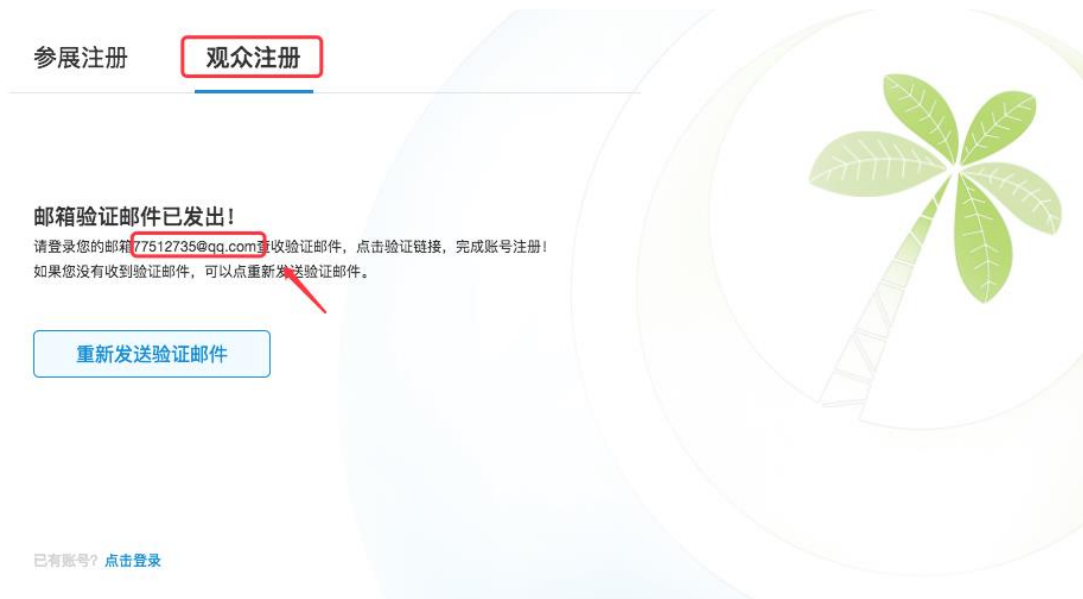 参展注册
观众注册
邮箱验证邮件已发出！
请登录您的邮箱77512735@qq.com查收验证邮件，点击验证链接，完成账号注册！
如果您没有收到验证邮件，可以点重新发送验证邮件。
重新发送验证邮件
已有账号？点击登录